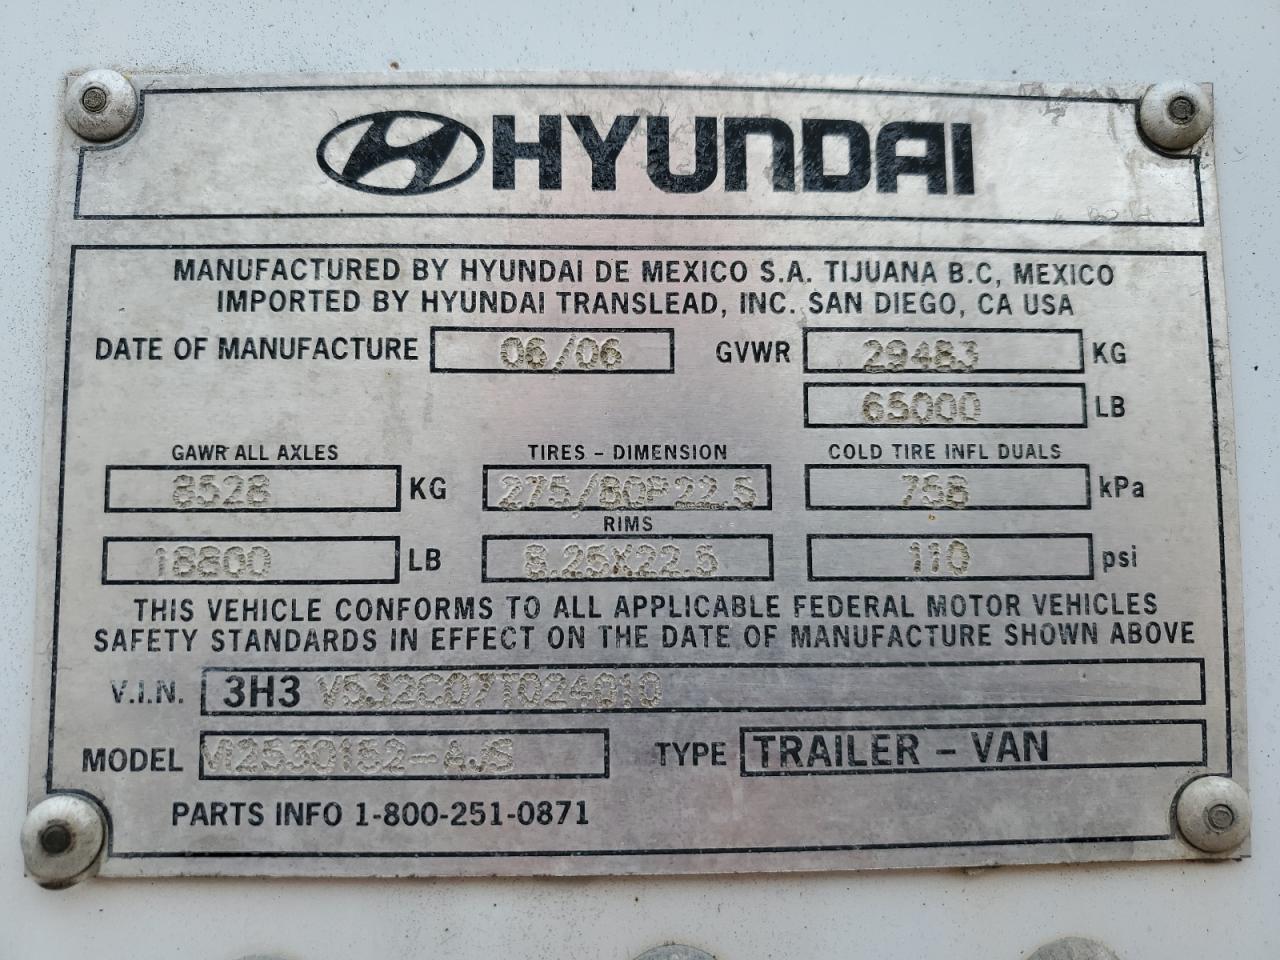 HYUNDAI
MANUFACTURED BY HYUNDAI DE MEXICO S.A. TIJUANA B.C, MEXICO
IMPORTED BY HYUNDAI TRANSLEAD, INC. SAN DIEGO, CA USA
DATE OF MANUFACTURE 06/06 GVWR 29483 KG
65000 LB
GAWR ALL AXLES TIRES - DIMENSION COLD TIRE INFL DUALS
8528 KG 275/80R22.5 758 kPa
RIMS
18800 LB 8.25X22.5 110 psi
THIS VEHICLE CONFORMS TO ALL APPLICABLE FEDERAL MOTOR VEHICLES
SAFETY STANDARDS IN EFFECT ON THE DATE OF MANUFACTURE SHOWN ABOVE
V.I.N. 3H3 V532C07T024010
MODEL VI2530152-AJS TYPE TRAILER - VAN
PARTS INFO 1-800-251-0871